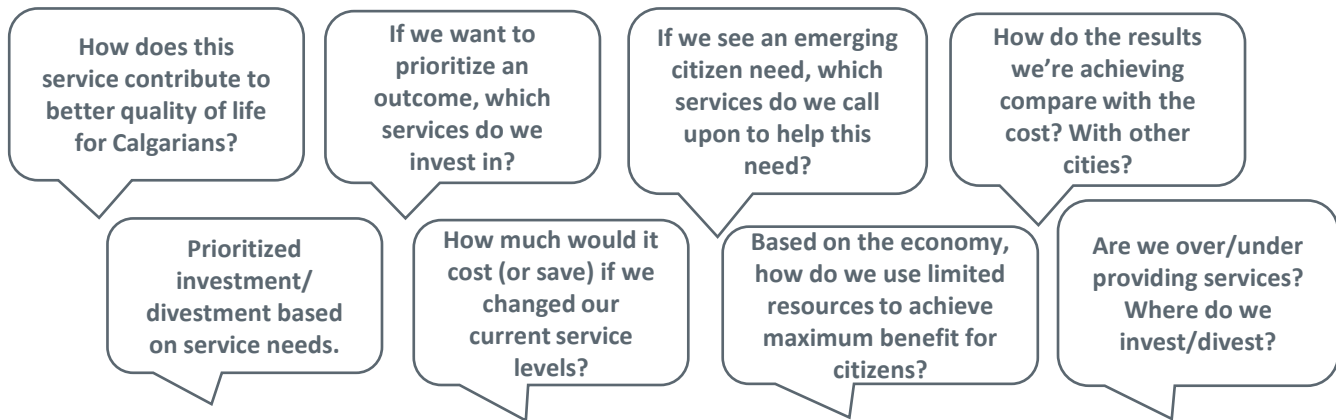 How does this
service contribute to
better quality of life
for Calgarians?
If we want to
prioritize an
outcome, which
services do we
invest in?
If we see an emerging
citizen need, which
services do we call
upon to help this
need?
How do the results
we’re achieving
compare with the
cost? With other
cities?
Prioritized
investment/
divestment based
on service needs.
How much would it
cost (or save) if we
changed our
current service
levels?
Based on the economy,
how do we use limited
resources to achieve
maximum benefit for
citizens?
Are we over/under
providing services?
Where do we
invest/divest?